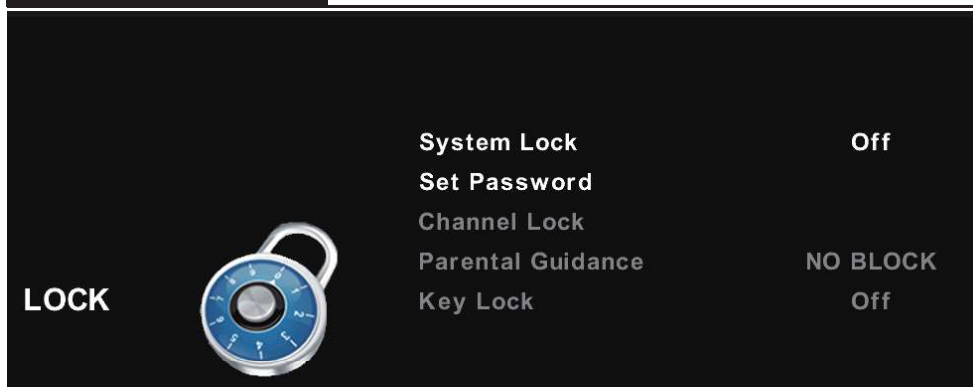 System Lock Off
Set Password
Channel Lock
Parental Guidance NO BLOCK
LOCK
Key Lock Off